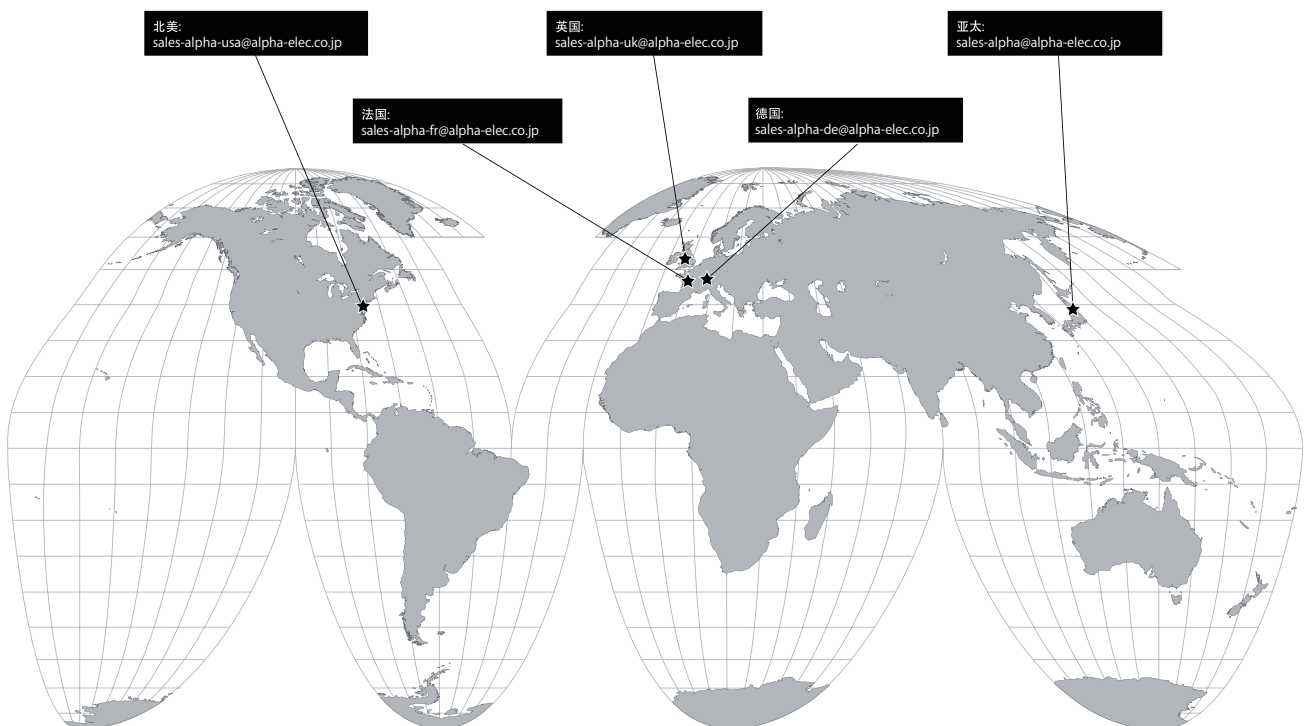 北美:
sales-alpha-usa@alpha-elec.co.jp
英国:
sales-alpha-uk@alpha-elec.co.jp
亚太:
sales-alpha@alpha-elec.co.jp
法国:
sales-alpha-fr@alpha-elec.co.jp
德国:
sales-alpha-de@alpha-elec.co.jp